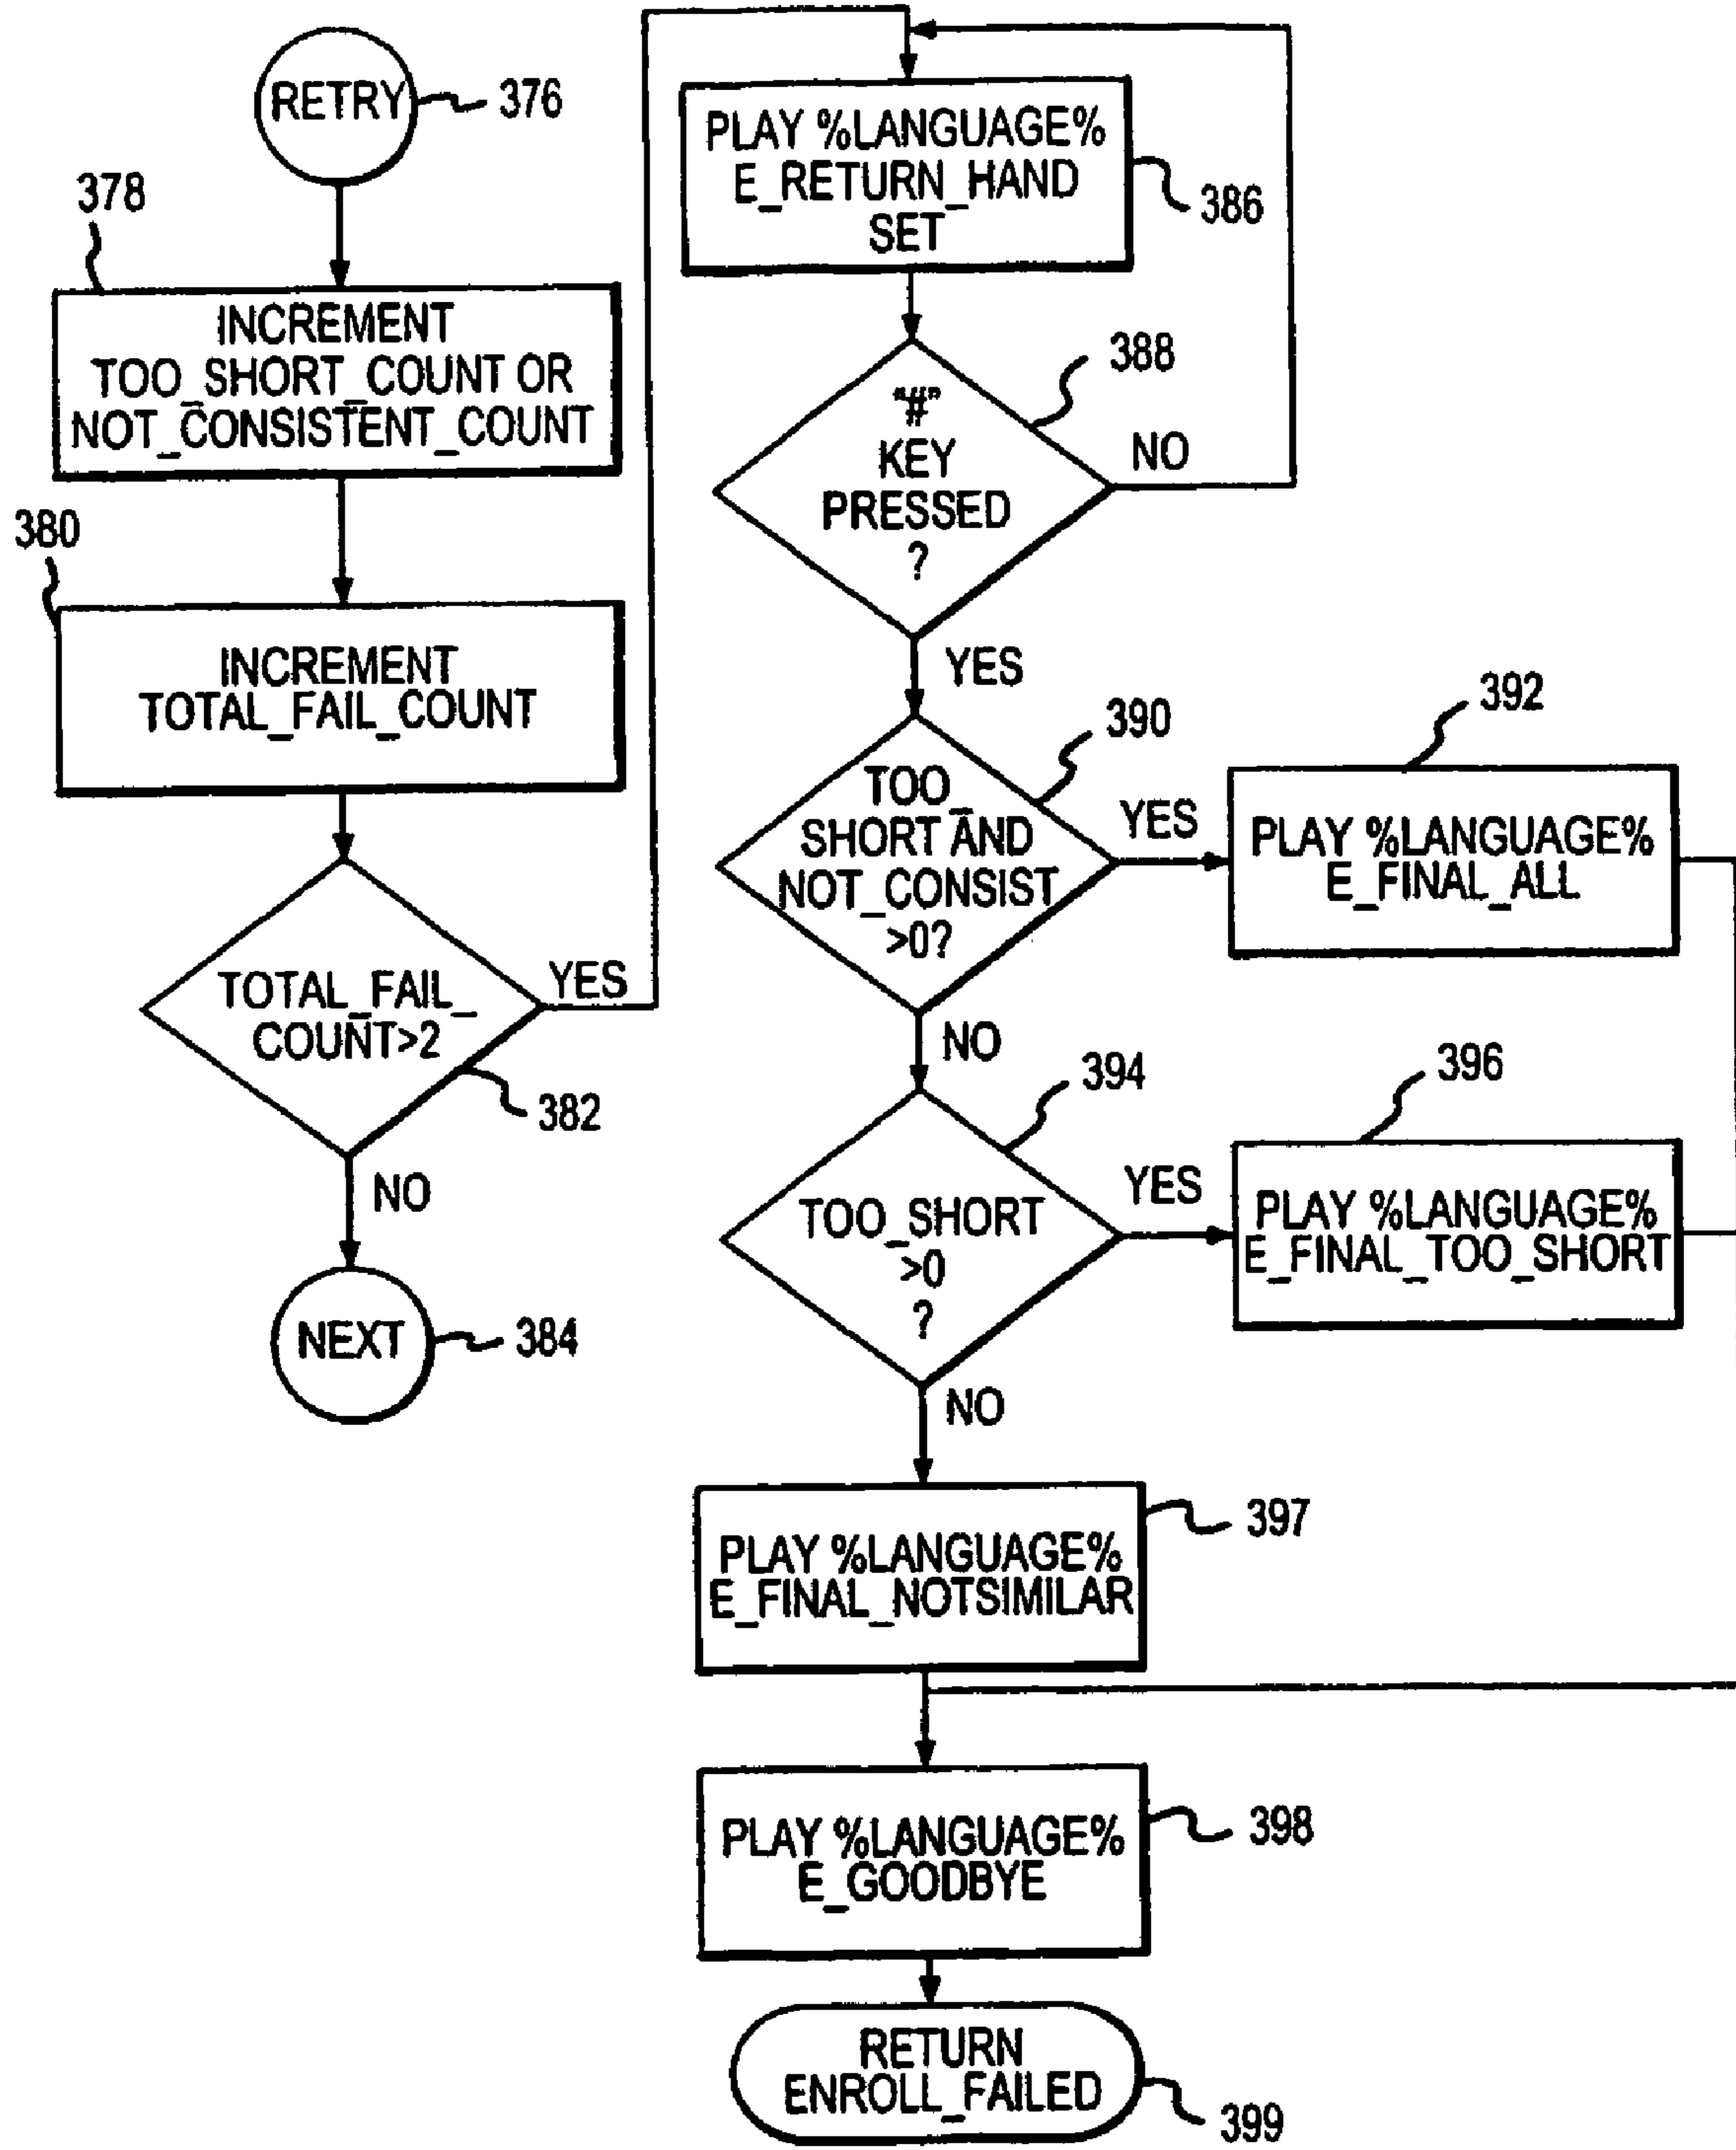 RETRY
376
378
INCREMENT
TOO_SHORT_COUNT OR
NOT_CONSISTENT_COUNT
380
INCREMENT
TOTAL_FAIL_COUNT
TOTAL_FAIL_
COUNT>2
YES
382
NO
NEXT
384
PLAY %LANGUAGE%
E_RETURN_HAND
SET
386
388
"#"
KEY
PRESSED
?
NO
YES
390
TOO_
SHORT AND
NOT_CONSIST
>0?
YES
392
PLAY %LANGUAGE%
E_FINAL_ALL
NO
394
TOO_SHORT
>0
?
YES
396
PLAY %LANGUAGE%
E_FINAL_TOO_SHORT
NO
PLAY %LANGUAGE%
E_FINAL_NOTSIMILAR
397
PLAY %LANGUAGE%
E_GOODBYE
398
RETURN
ENROLL_FAILED
399